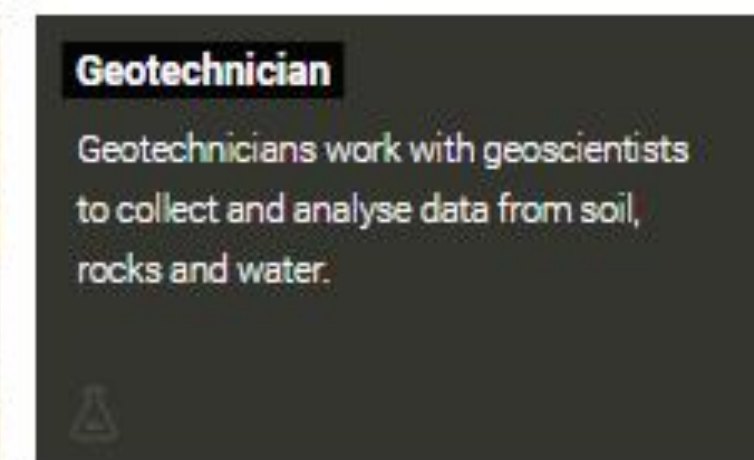 Geotechnician
Geotechnicians work with geoscientists
to collect and analyse data from soil,
rocks and water.